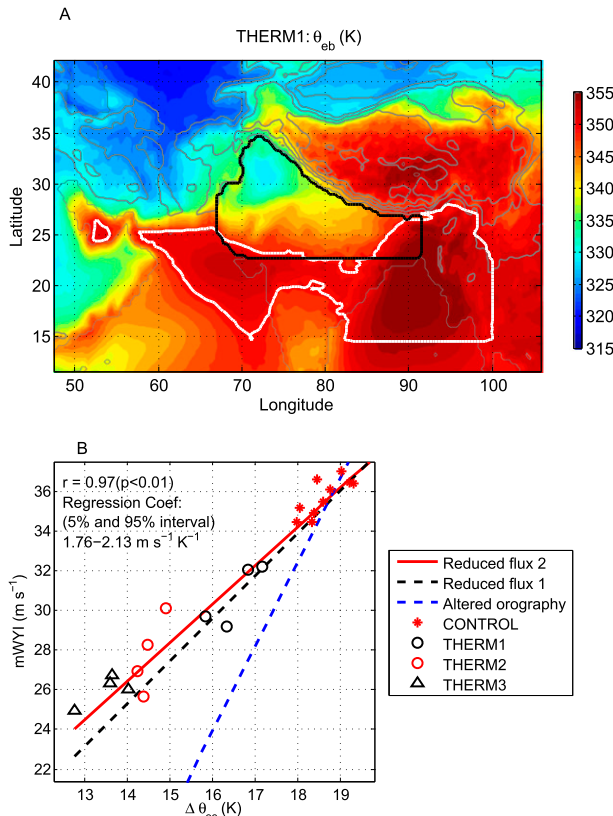 A
THERM1: θeb (K)
Latitude
40
35
30
25
20
15
50
60
70
80
90
100
Longitude
355
350
345
340
335
330
325
320
315
B
mWYI (m s⁻¹)
36
34
32
30
28
26
24
22
r = 0.97(p<0.01)
Regression Coef:
(5% and 95% interval)
1.76−2.13 m s⁻¹ K⁻¹
13
14
15
16
17
18
19
Reduced flux 2
Reduced flux 1
Altered orography
CONTROL
THERM1
THERM2
THERM3